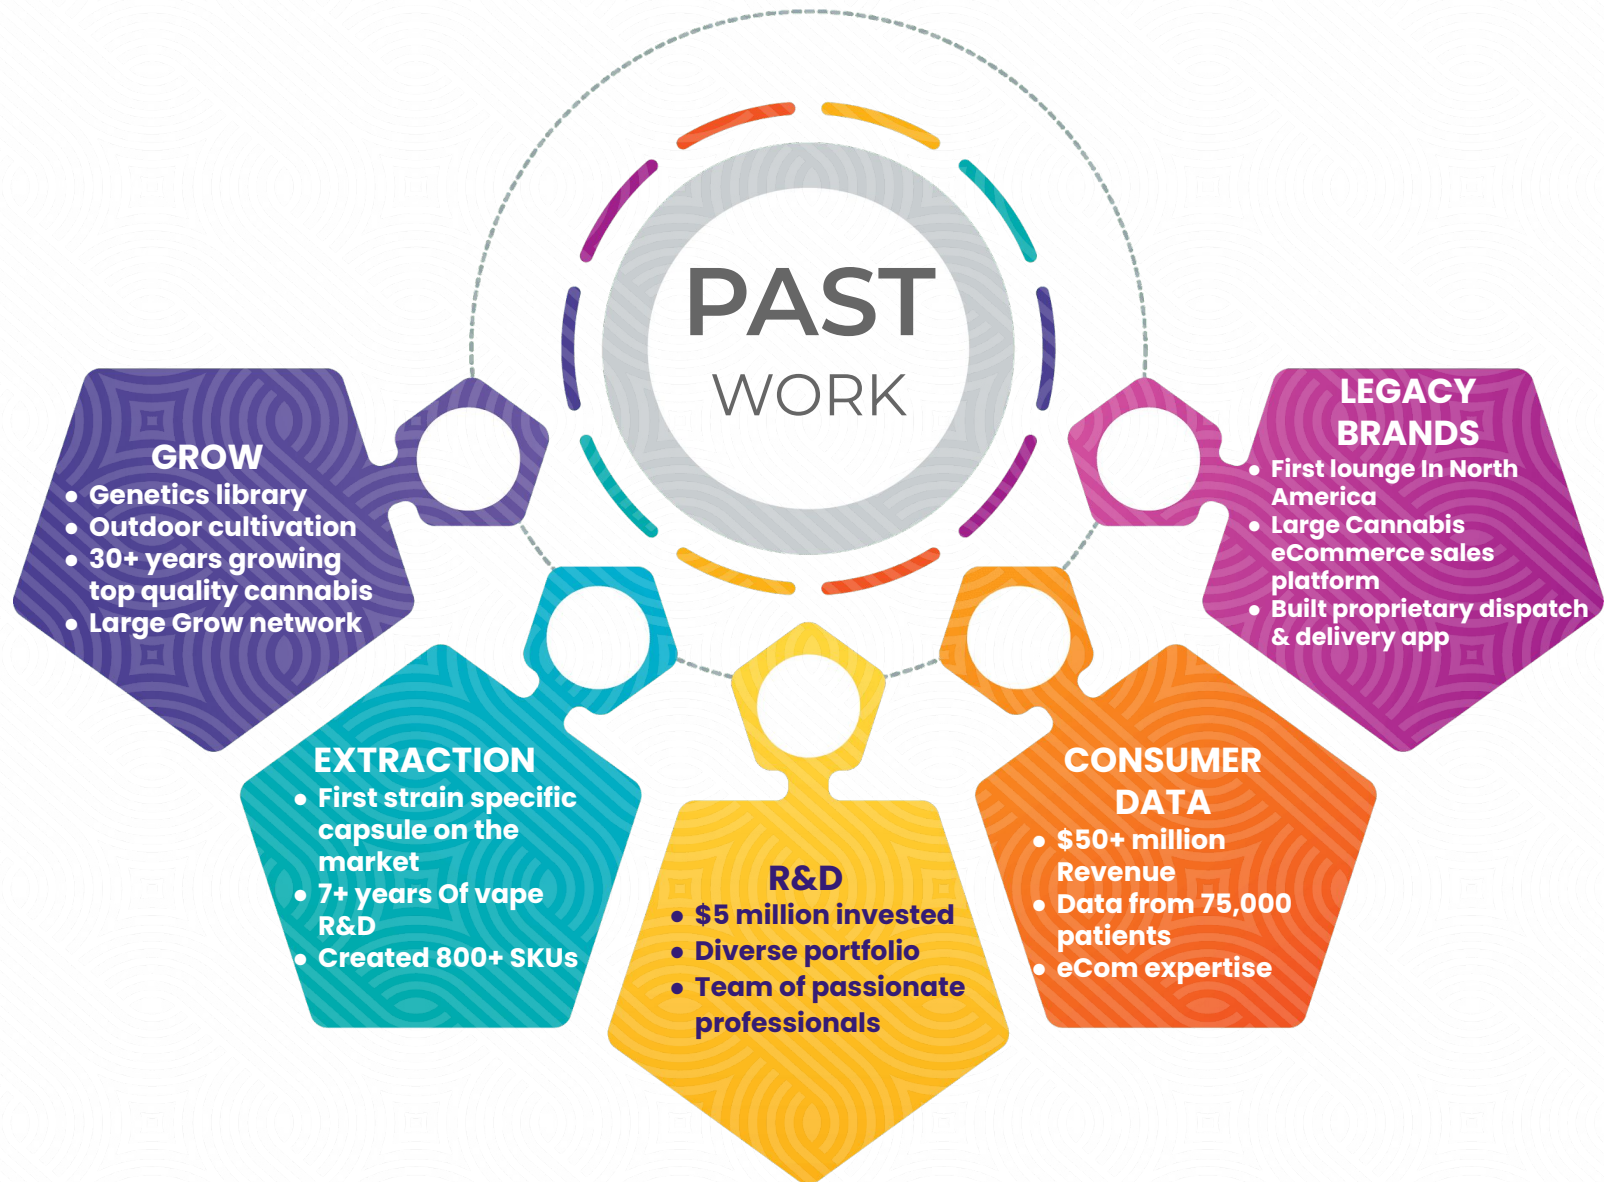 PAST
WORK
GROW
● Genetics library
● Outdoor cultivation
● 30+ years growing
top quality cannabis
● Large Grow network
EXTRACTION
● First strain specific
capsule on the
market
● 7+ years Of vape
R&D
● Created 800+ SKUs
R&D
● $5 million invested
● Diverse portfolio
● Team of passionate
professionals
CONSUMER
DATA
● $50+ million
Revenue
● Data from 75,000
patients
● eCom expertise
LEGACY
BRANDS
● First lounge In North
America
● Large Cannabis
eCommerce sales
platform
● Built proprietary dispatch
& delivery app